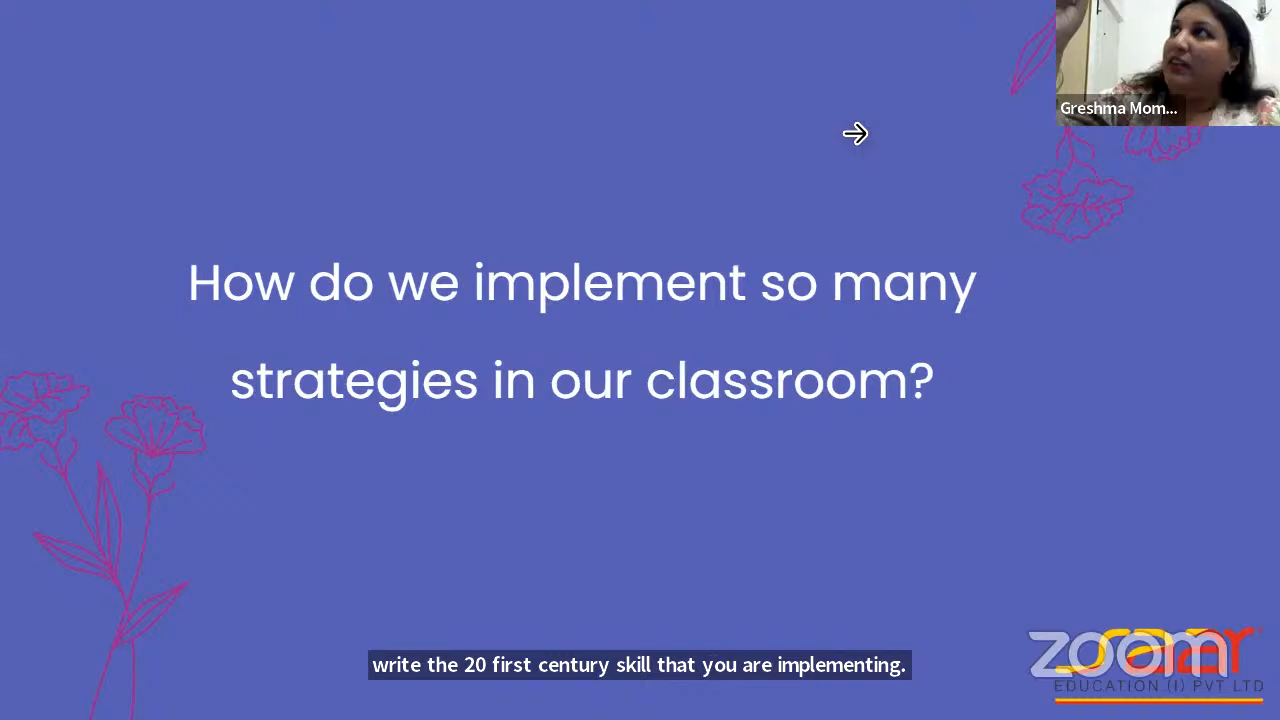 Greshma Mom...
How do we implement so many
strategies in our classroom?
write the 20 first century skill that you are implementing.
zoom
EDUCATION (I) PVT LTD